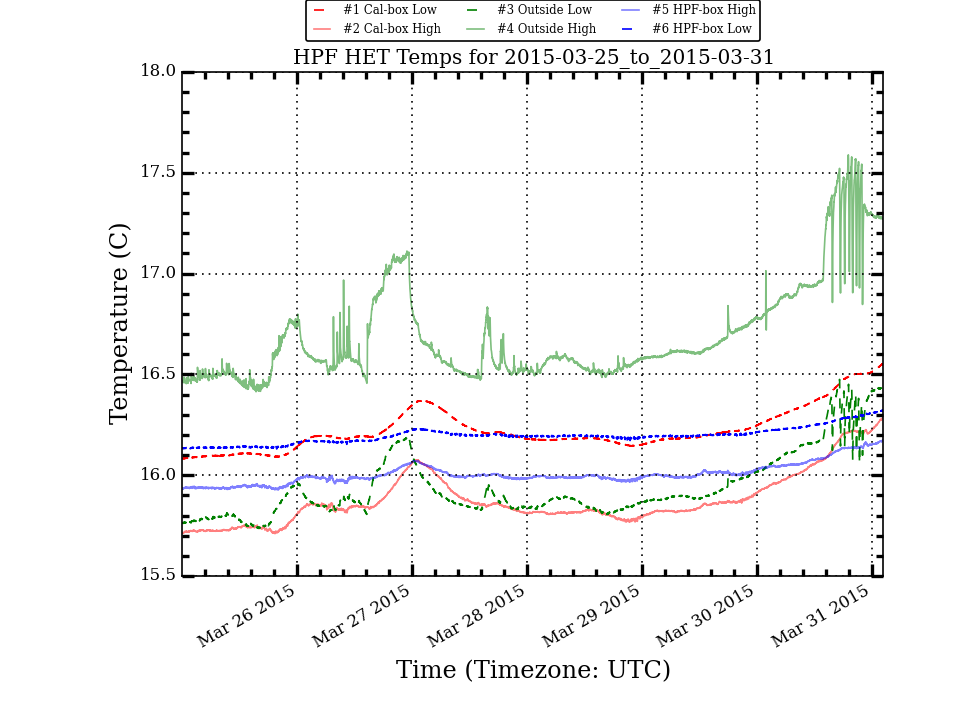 #1 Cal-box Low #3 Outside Low #5 HPF-box High
#2 Cal-box High #4 Outside High #6 HPF-box Low
HPF HET Temps for 2015-03-25_to_2015-03-31
18.0
17.5
17.0
16.5
16.0
15.5
Temperature (C)
Mar 26 2015
Mar 27 2015
Mar 28 2015
Mar 29 2015
Mar 30 2015
Mar 31 2015
Time (Timezone: UTC)